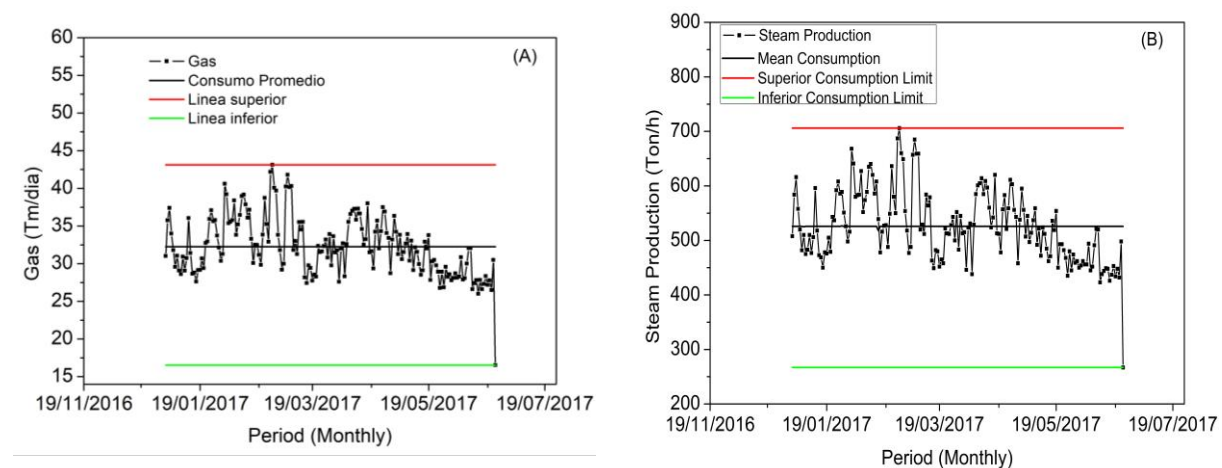 (A)
Gas
Consumo Promedio
Linea superior
Linea inferior
Gas (Tm/dia)
60
55
50
45
40
35
30
25
20
15
19/11/2016 19/01/2017 19/03/2017 19/05/2017 19/07/2017
Period (Monthly)
(B)
Steam Production
Mean Consumption
Superior Consumption Limit
Inferior Consumption Limit
Steam Production (Ton/h)
900
800
700
600
500
400
300
200
19/11/2016 19/01/2017 19/03/2017 19/05/2017 19/07/2017
Period (Monthly)